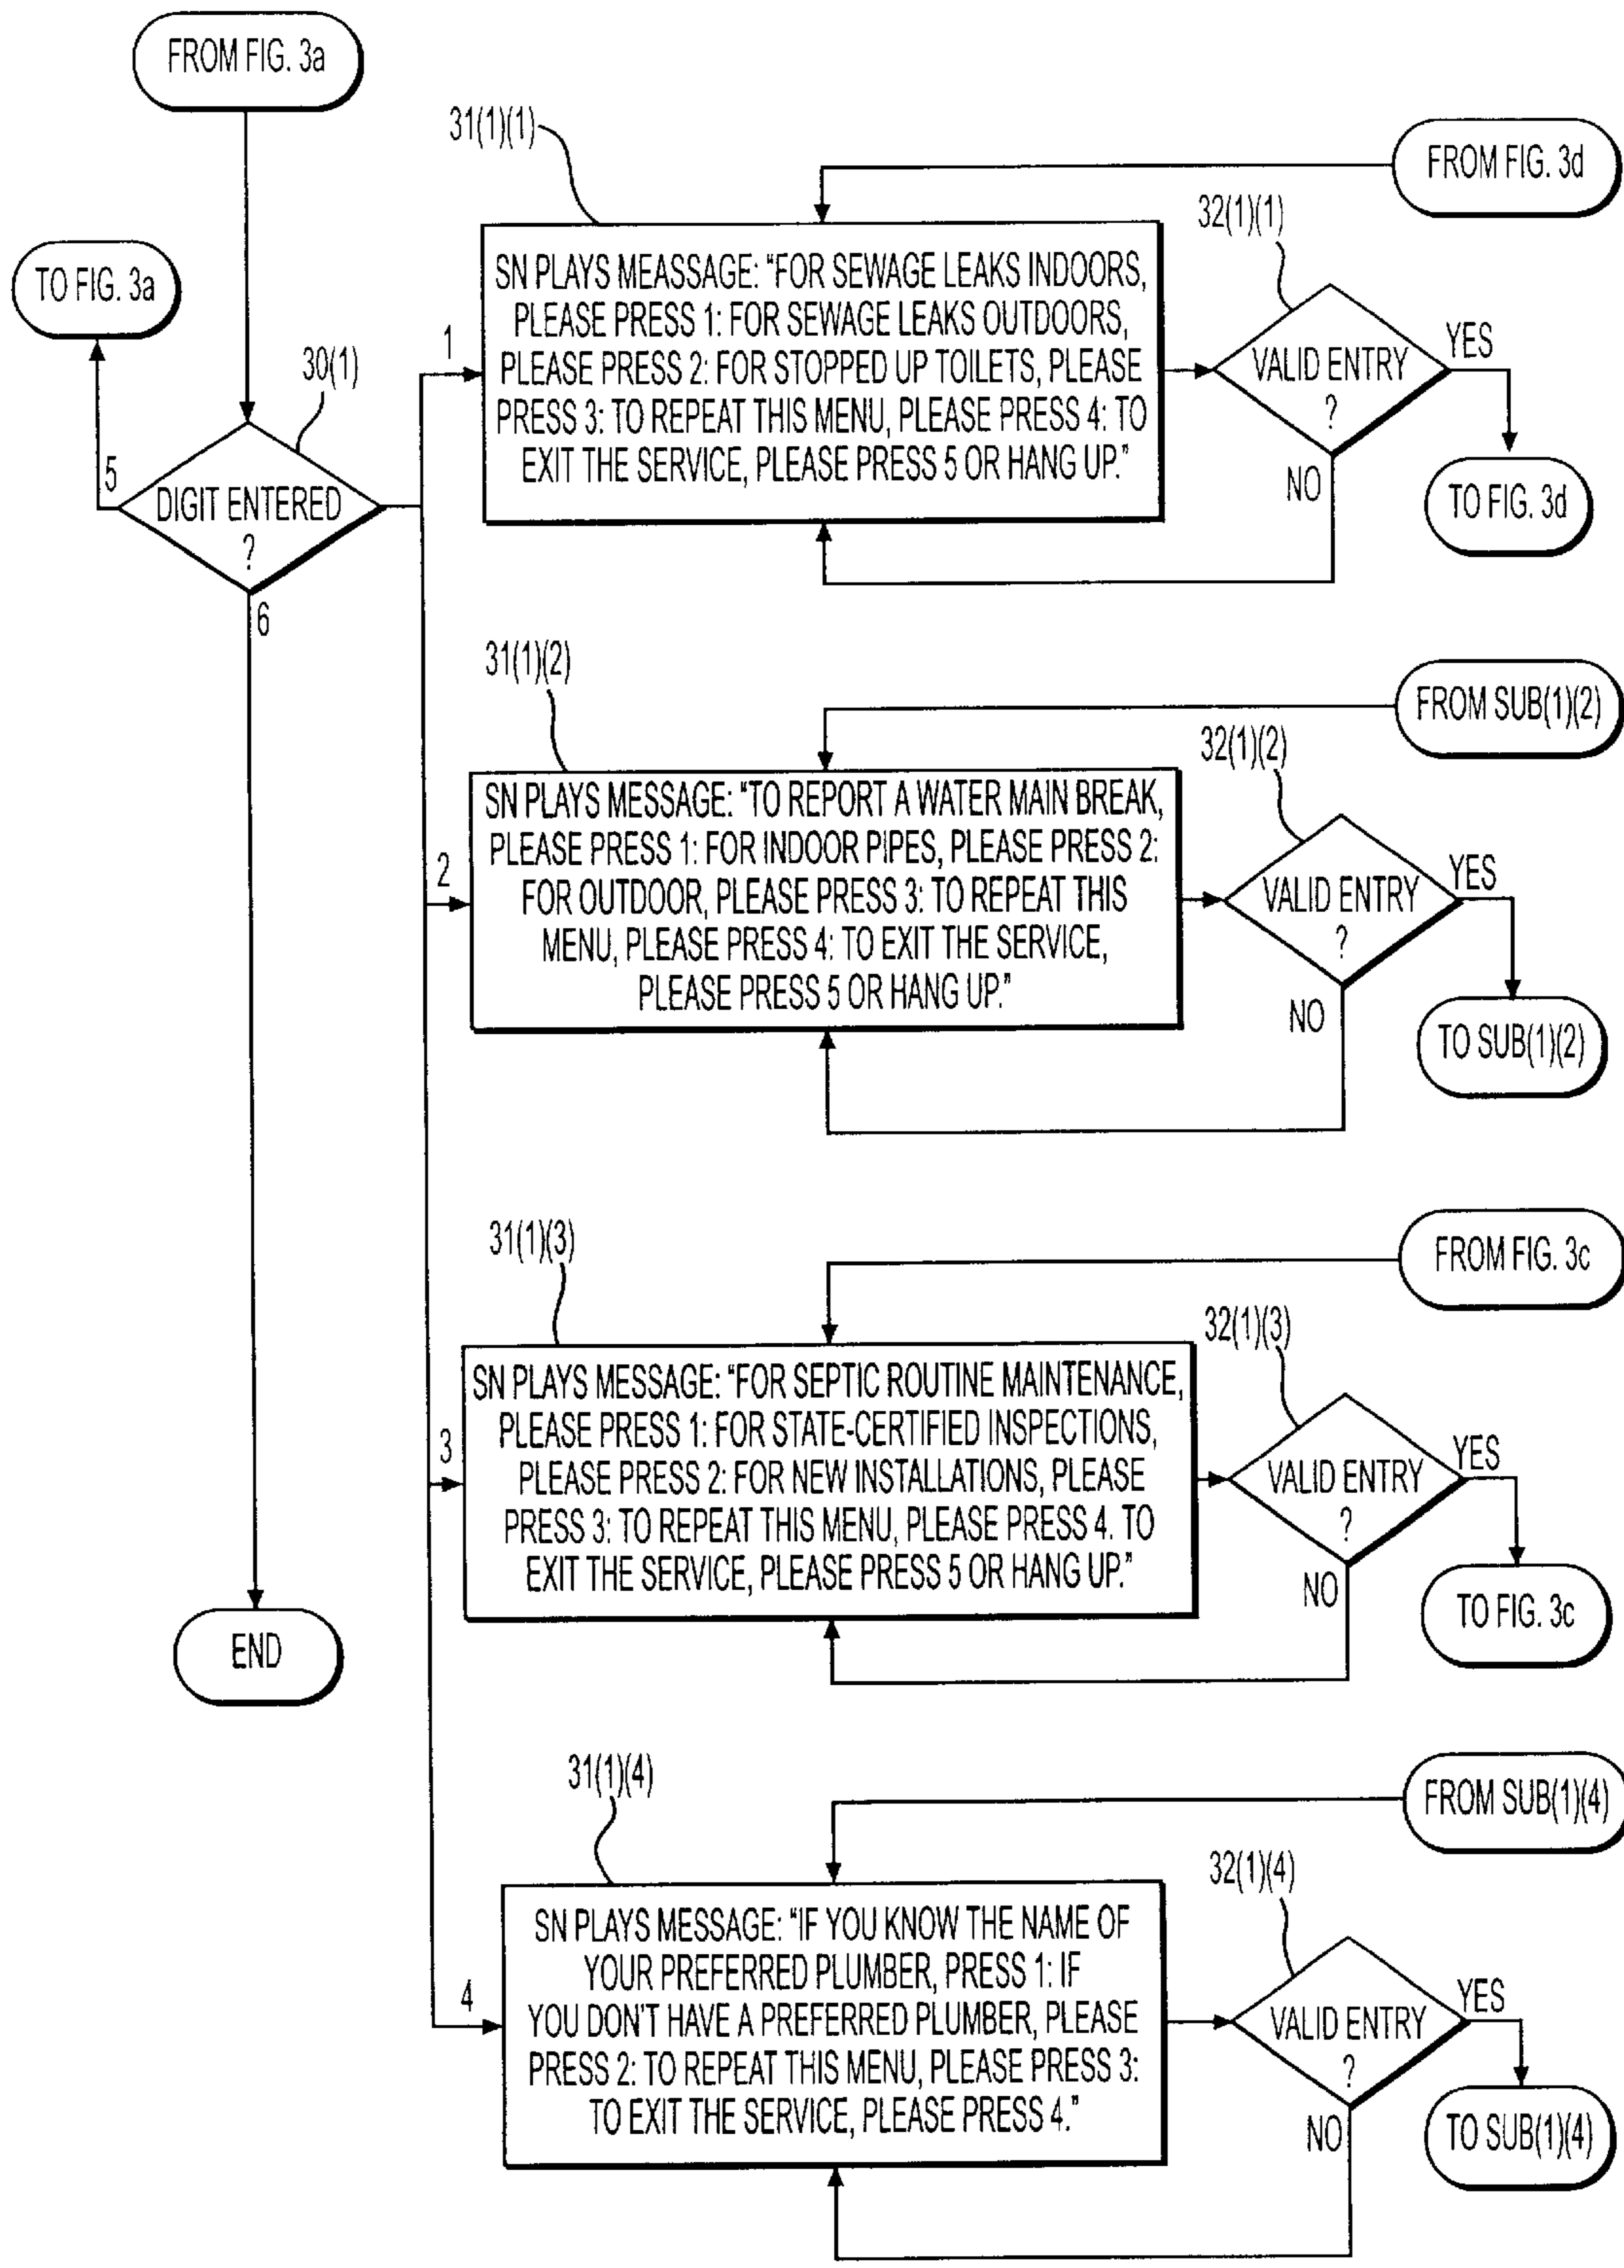 FROM FIG. 3a
TO FIG. 3a
5
30(1)
DIGIT ENTERED
?
6
END
1
31(1)(1)
FROM FIG. 3d
SN PLAYS MEASSAGE: “FOR SEWAGE LEAKS INDOORS,
PLEASE PRESS 1: FOR SEWAGE LEAKS OUTDOORS,
PLEASE PRESS 2: FOR STOPPED UP TOILETS, PLEASE
PRESS 3: TO REPEAT THIS MENU, PLEASE PRESS 4: TO
EXIT THE SERVICE, PLEASE PRESS 5 OR HANG UP.”
32(1)(1)
VALID ENTRY
?
YES
NO
TO FIG. 3d
2
31(1)(2)
FROM SUB(1)(2)
SN PLAYS MESSAGE: “TO REPORT A WATER MAIN BREAK,
PLEASE PRESS 1: FOR INDOOR PIPES, PLEASE PRESS 2:
FOR OUTDOOR, PLEASE PRESS 3: TO REPEAT THIS
MENU, PLEASE PRESS 4: TO EXIT THE SERVICE,
PLEASE PRESS 5 OR HANG UP.”
32(1)(2)
VALID ENTRY
?
YES
NO
TO SUB(1)(2)
3
31(1)(3)
FROM FIG. 3c
SN PLAYS MESSAGE: “FOR SEPTIC ROUTINE MAINTENANCE,
PLEASE PRESS 1: FOR STATE-CERTIFIED INSPECTIONS,
PLEASE PRESS 2: FOR NEW INSTALLATIONS, PLEASE
PRESS 3: TO REPEAT THIS MENU, PLEASE PRESS 4. TO
EXIT THE SERVICE, PLEASE PRESS 5 OR HANG UP.”
32(1)(3)
VALID ENTRY
?
YES
NO
TO FIG. 3c
4
31(1)(4)
FROM SUB(1)(4)
SN PLAYS MESSAGE: “IF YOU KNOW THE NAME OF
YOUR PREFERRED PLUMBER, PRESS 1: IF
YOU DON'T HAVE A PREFERRED PLUMBER, PLEASE
PRESS 2: TO REPEAT THIS MENU, PLEASE PRESS 3:
TO EXIT THE SERVICE, PLEASE PRESS 4.”
32(1)(4)
VALID ENTRY
?
YES
NO
TO SUB(1)(4)